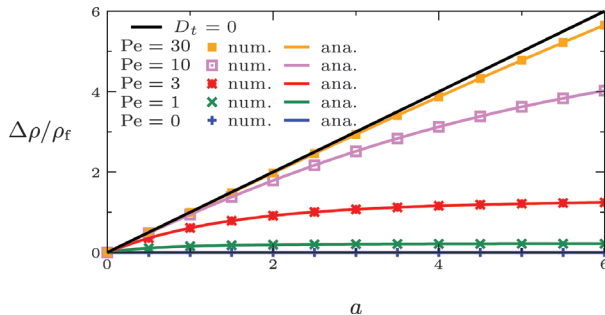 6
D_t = 0
Pe = 30 num. ana.
Pe = 10 num. ana.
Pe = 3 num. ana.
Pe = 1 num. ana.
Pe = 0 num. ana.
4
Δρ/ρ_f
2
0
0 2 4 6
a